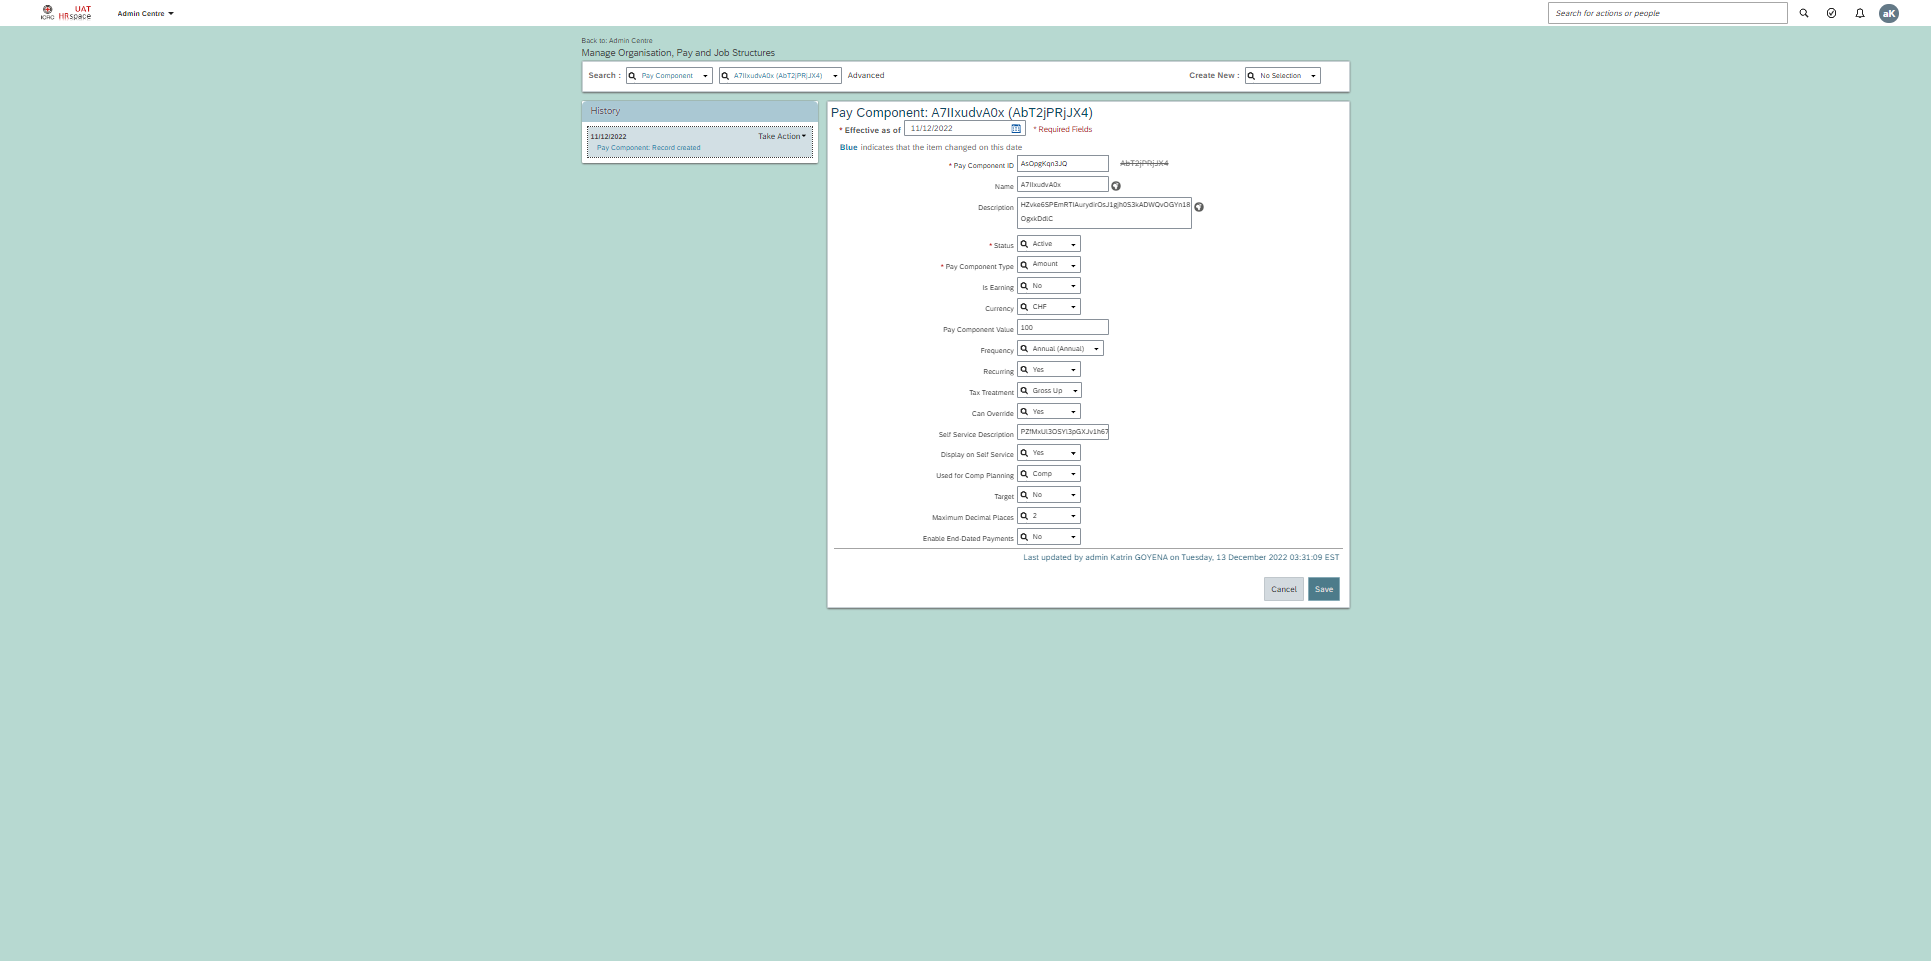 ICRC
UAT
HRspace
Admin Centre
Search for actions or people
aK
Back to: Admin Centre
Manage Organisation, Pay and Job Structures
Search :
Pay Component
A7IIxudvA0x (AbT2jPRjJX4)
Advanced
Create New :
No Selection
History
11/12/2022
Take Action
Pay Component: Record created
Pay Component: A7IIxudvA0x (AbT2jPRjJX4)
* Effective as of
11/12/2022
* Required Fields
Blue indicates that the item changed on this date
* Pay Component ID
AsOpgKqn3JQ
AbT2jPRjJX4
Name
A7IIxudvA0x
Description
HZvke6SPEmRTIAurydirOsJ1gjh0S3kADWQvOGYn18
OgxkDdlC
* Status
Active
* Pay Component Type
Amount
Is Earning
No
Currency
CHF
Pay Component Value
100
Frequency
Annual (Annual)
Recurring
Yes
Tax Treatment
Gross Up
Can Override
Yes
Self Service Description
PZfMxUl3OSYl3pGXJv1h67
Display on Self Service
Yes
Used for Comp Planning
Comp
Target
No
Maximum Decimal Places
2
Enable End-Dated Payments
No
Last updated by admin Katrin GOYENA on Tuesday, 13 December 2022 03:31:09 EST
Cancel
Save